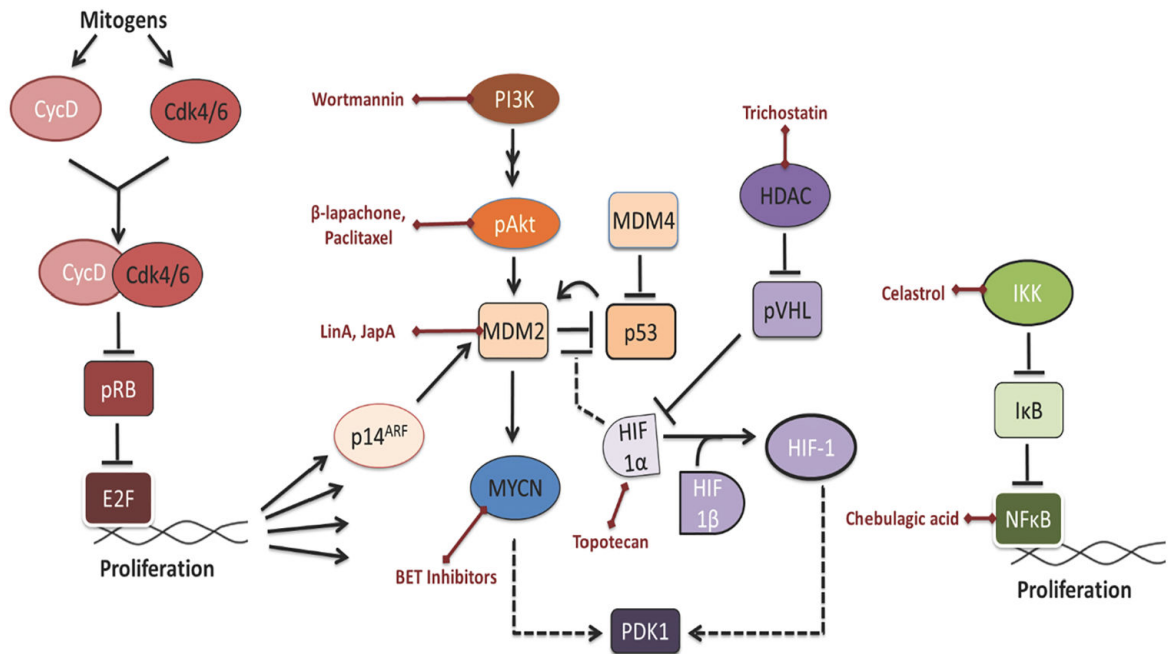 Mitogens
CycD
Cdk4/6
CycD
Cdk4/6
pRB
E2F
Proliferation
Wortmannin
PI3K
β-lapachone,
Paclitaxel
pAkt
LinA, JapA
MDM2
p14ARF
MYCN
BET Inhibitors
MDM4
p53
Trichostatin
HDAC
pVHL
HIF
1α
HIF
1β
HIF-1
Topotecan
PDK1
Celastrol
IKK
IκB
Chebulagic acid
NFκB
Proliferation